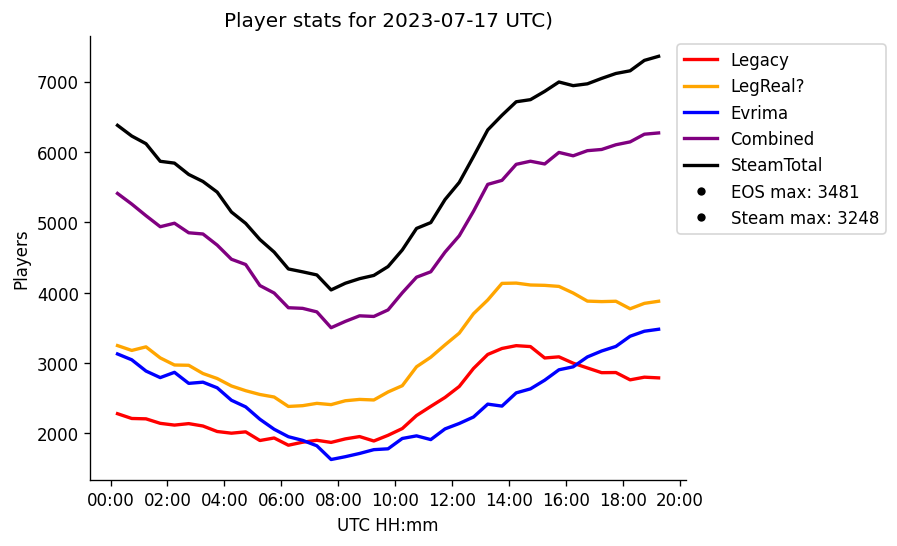 Player stats for 2023-07-17 UTC)
Legacy
LegReal?
Evrima
Combined
SteamTotal
EOS max: 3481
Steam max: 3248
7000
6000
5000
4000
3000
2000
Players
00:00 02:00 04:00 06:00 08:00 10:00 12:00 14:00 16:00 18:00 20:00
UTC HH:mm